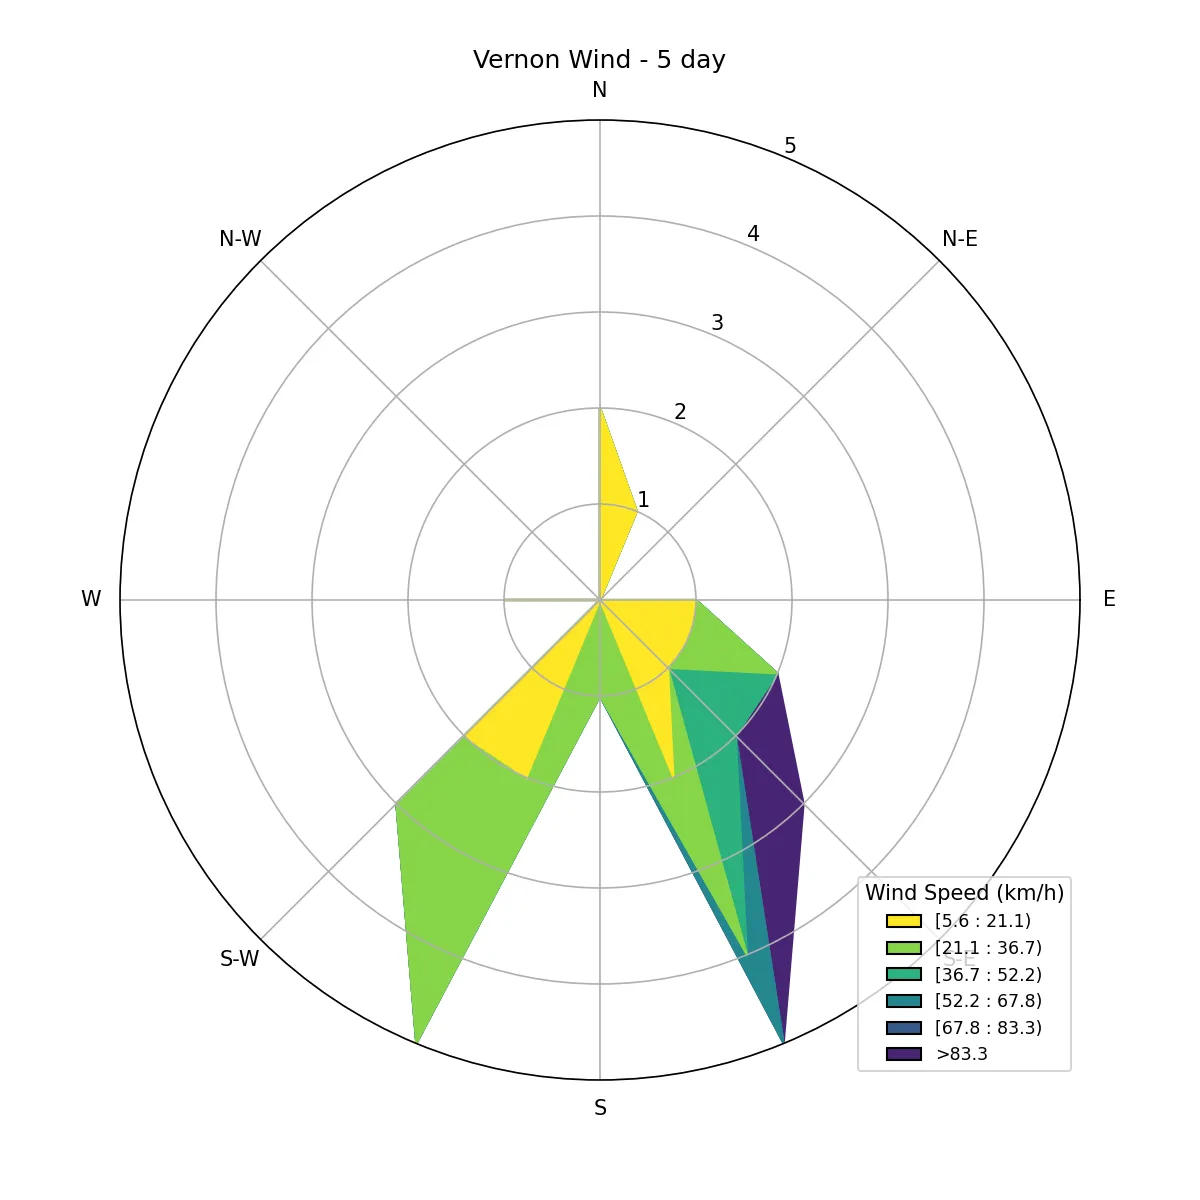 Vernon Wind - 5 day
N
5
N-W
N-E
4
3
2
1
W
E
S-W
S-E
Wind Speed (km/h)
[5.6 : 21.1)
[21.1 : 36.7)
[36.7 : 52.2)
[52.2 : 67.8)
[67.8 : 83.3)
>83.3
S